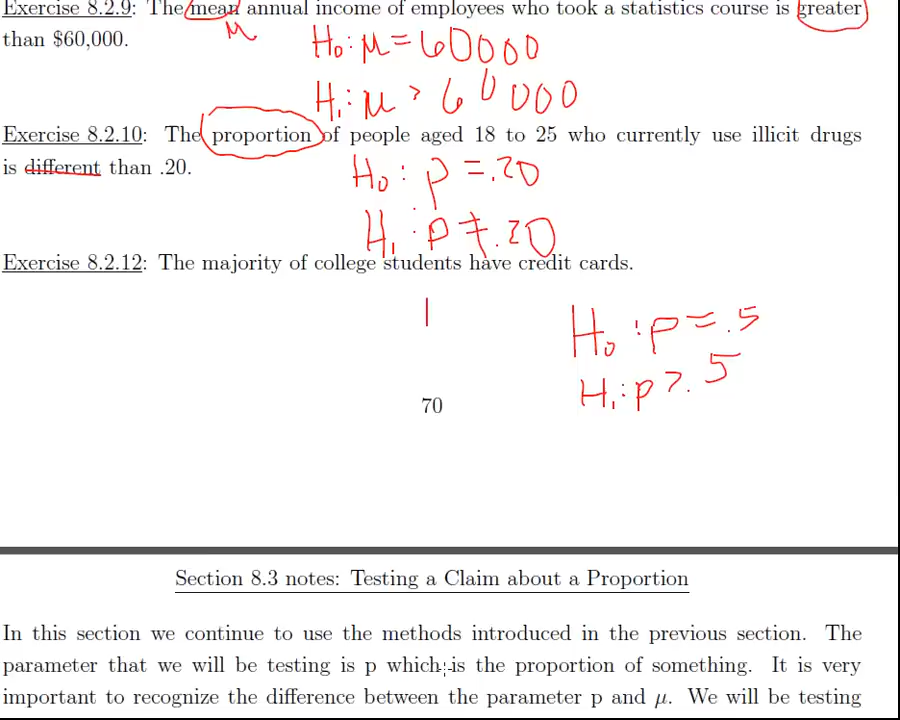 Exercise 8.2.9: The mean annual income of employees who took a statistics course is greater
than $60,000.
μ
H₀: μ = 60000
H₁: μ > 60000
Exercise 8.2.10: The proportion of people aged 18 to 25 who currently use illicit drugs
is different than .20.
H₀: p = .20
H₁: p ≠ .20
Exercise 8.2.12: The majority of college students have credit cards.
H₀: p = .5
H₁: p > .5
70
Section 8.3 notes: Testing a Claim about a Proportion
In this section we continue to use the methods introduced in the previous section. The
parameter that we will be testing is p which is the proportion of something. It is very
important to recognize the difference between the parameter p and μ. We will be testing